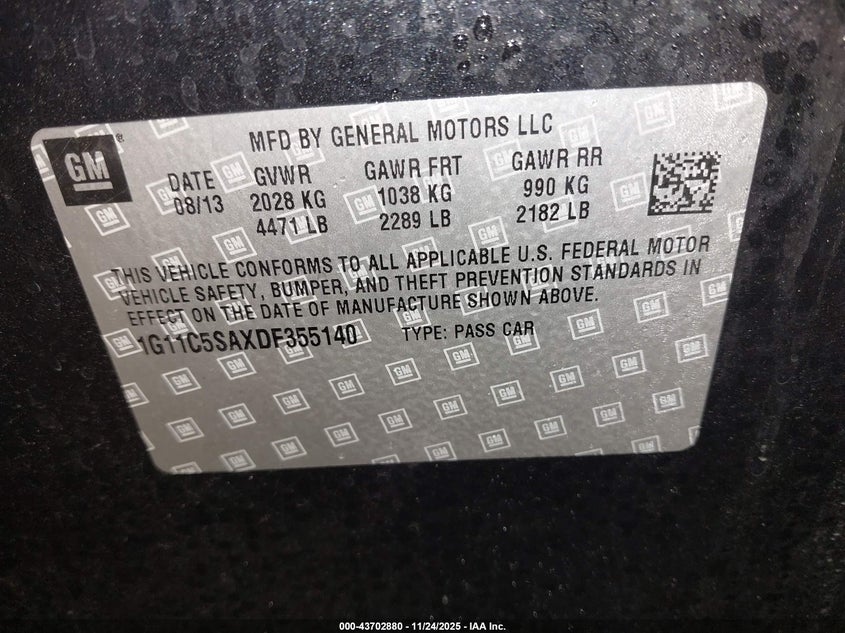 GM
MFD BY GENERAL MOTORS LLC
DATE GVWR GAWR FRT GAWR RR
08/13 2028 KG 1038 KG 990 KG
4471 LB 2289 LB 2182 LB
THIS VEHICLE CONFORMS TO ALL APPLICABLE U.S. FEDERAL MOTOR
VEHICLE SAFETY, BUMPER, AND THEFT PREVENTION STANDARDS IN
EFFECT ON THE DATE OF MANUFACTURE SHOWN ABOVE.
1G11C5SAXDF355140 TYPE: PASS CAR
000-43702880 - 11/24/2025 - IAA Inc.